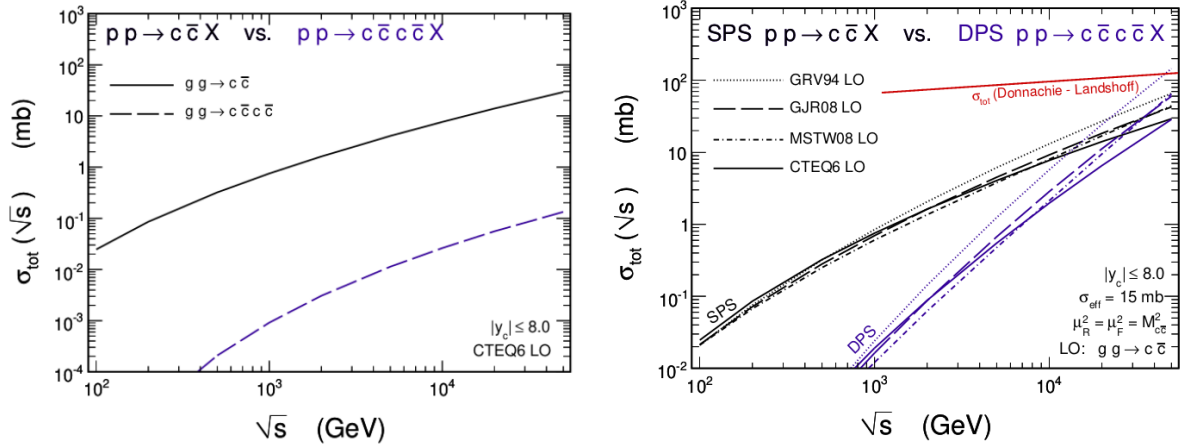 p p → c c̅ X vs. p p → c c̅ c c̅ X
g g → c c̅
g g → c c̅ c c̅
|y_c| ≤ 8.0
CTEQ6 LO
σ_tot (√s) (mb)
10³
10²
10
1
10⁻¹
10⁻²
10⁻³
10⁻⁴
10² 10³ 10⁴
√s (GeV)
SPS p p → c c̅ X vs. DPS p p → c c̅ c c̅ X
GRV94 LO
GJR08 LO
MSTW08 LO
CTEQ6 LO
σ_tot (Donnachie - Landshoff)
SPS
DPS
|y_c| ≤ 8.0
σ_eff = 15 mb
μ_R² = μ_F² = M_cc̅²
LO: g g → c c̅
σ_tot (√s) (mb)
10³
10²
10
1
10⁻¹
10⁻²
10² 10³ 10⁴
√s (GeV)